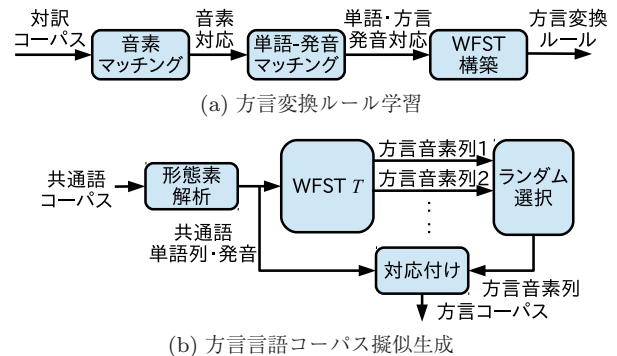 対訳
コーパス
音素
マッチング
音素
対応
単語-発音
マッチング
単語・方言
発音対応
WFST
構築
方言変換
ルール
(a) 方言変換ルール学習
共通語
コーパス
形態素
解析
WFST T
方言音素列1
方言音素列2
⋮
ランダム
選択
共通語
単語列・発音
対応付け
方言音素列
方言コーパス
(b) 方言言語コーパス擬似生成